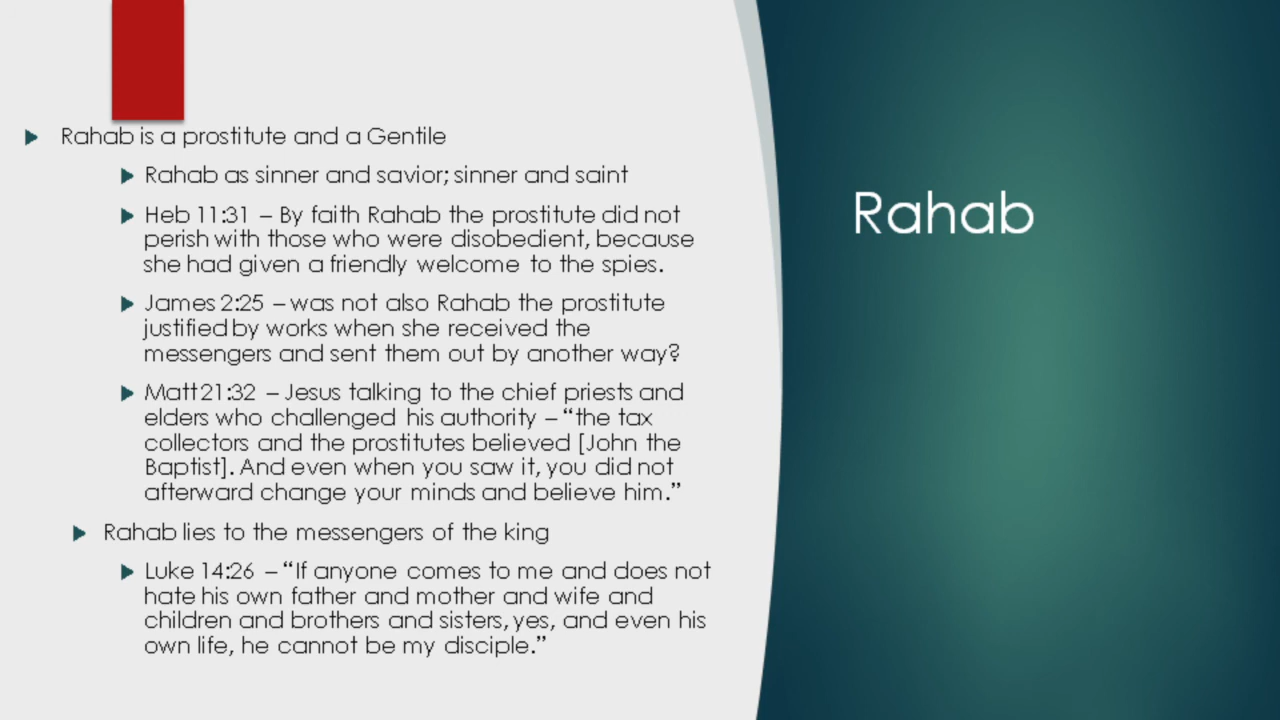 Rahab is a prostitute and a Gentile
Rahab as sinner and savior; sinner and saint
Heb 11:31 – By faith Rahab the prostitute did not
perish with those who were disobedient, because
she had given a friendly welcome to the spies.
James 2:25 – was not also Rahab the prostitute
justified by works when she received the
messengers and sent them out by another way?
Matt 21:32 – Jesus talking to the chief priests and
elders who challenged his authority – “the tax
collectors and the prostitutes believed [John the
Baptist]. And even when you saw it, you did not
afterward change your minds and believe him.”
Rahab lies to the messengers of the king
Luke 14:26 – “If anyone comes to me and does not
hate his own father and mother and wife and
children and brothers and sisters, yes, and even his
own life, he cannot be my disciple.”
Rahab